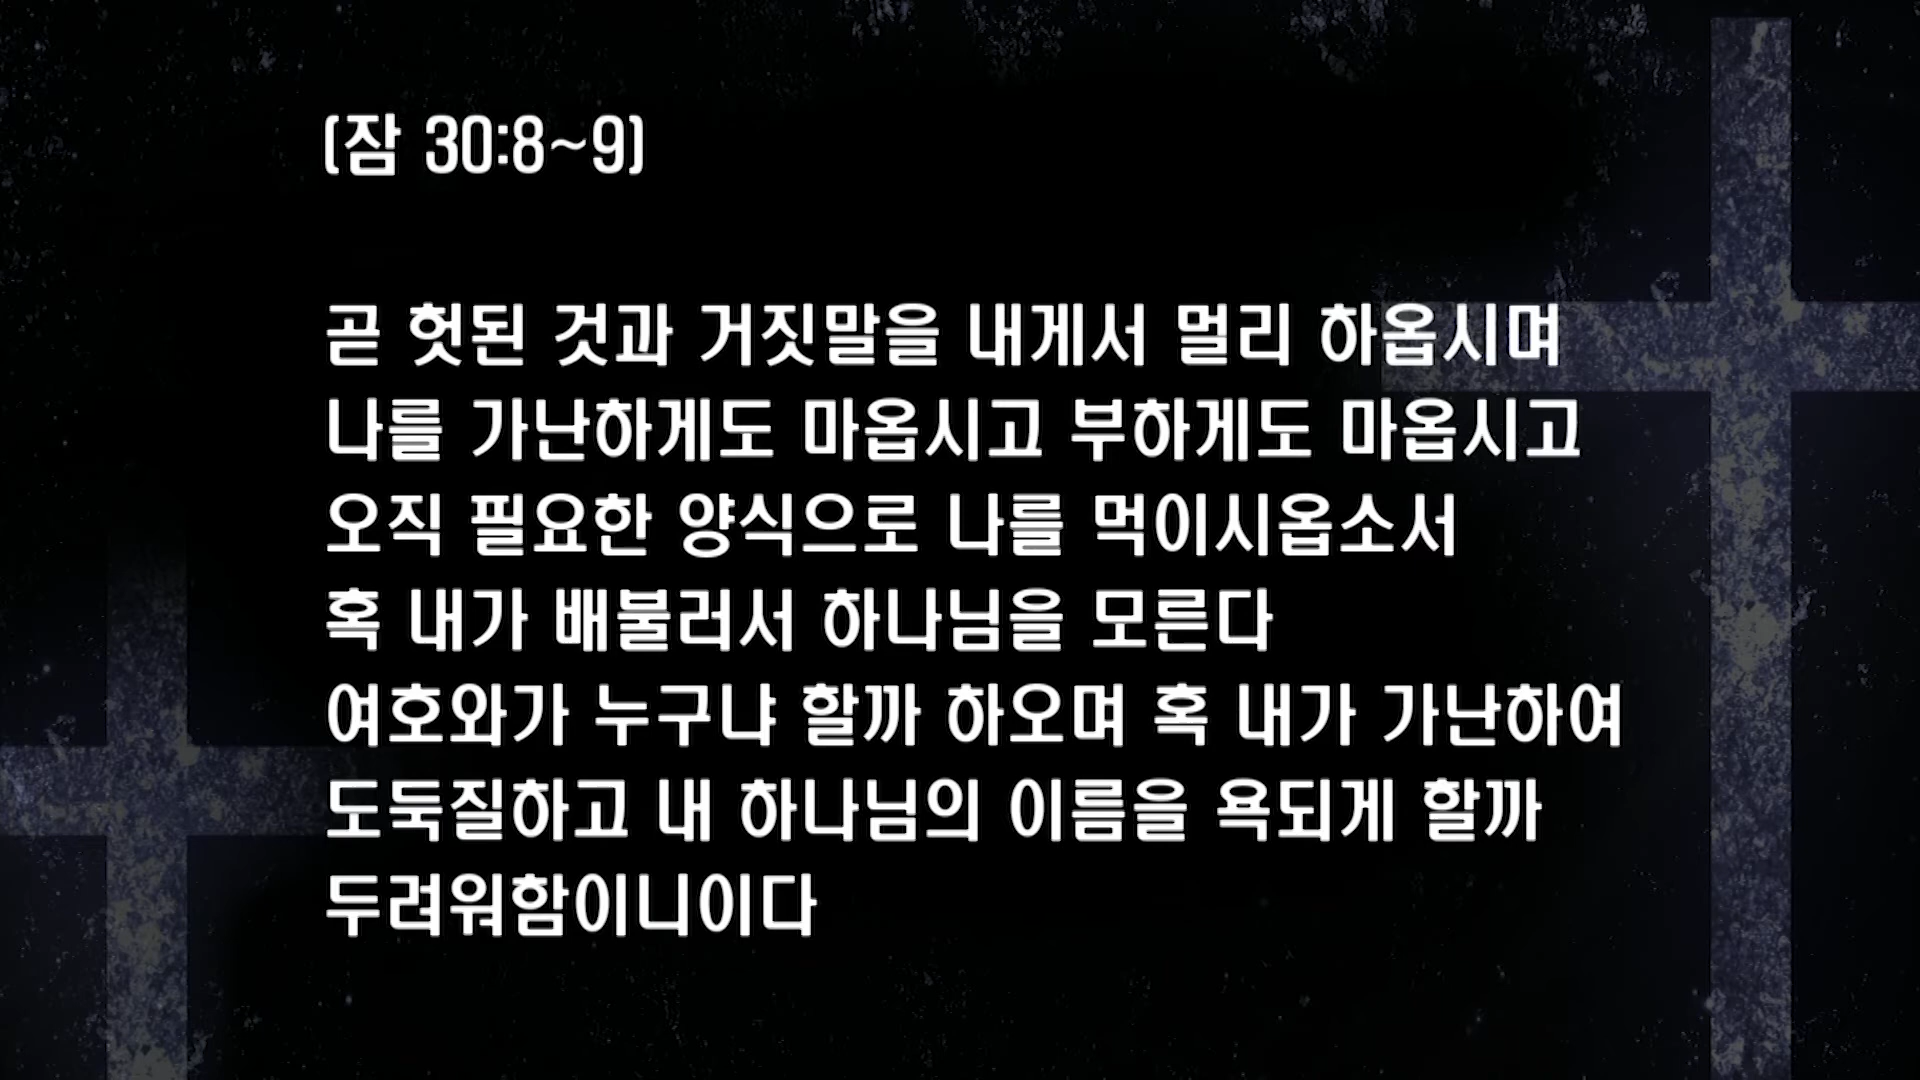 (잠 30:8~9)
곧 헛된 것과 거짓말을 내게서 멀리 하옵시며
나를 가난하게도 마옵시고 부하게도 마옵시고
오직 필요한 양식으로 나를 먹이시옵소서
혹 내가 배불러서 하나님을 모른다
여호와가 누구냐 할까 하오며 혹 내가 가난하여
도둑질하고 내 하나님의 이름을 욕되게 할까
두려워함이니이다